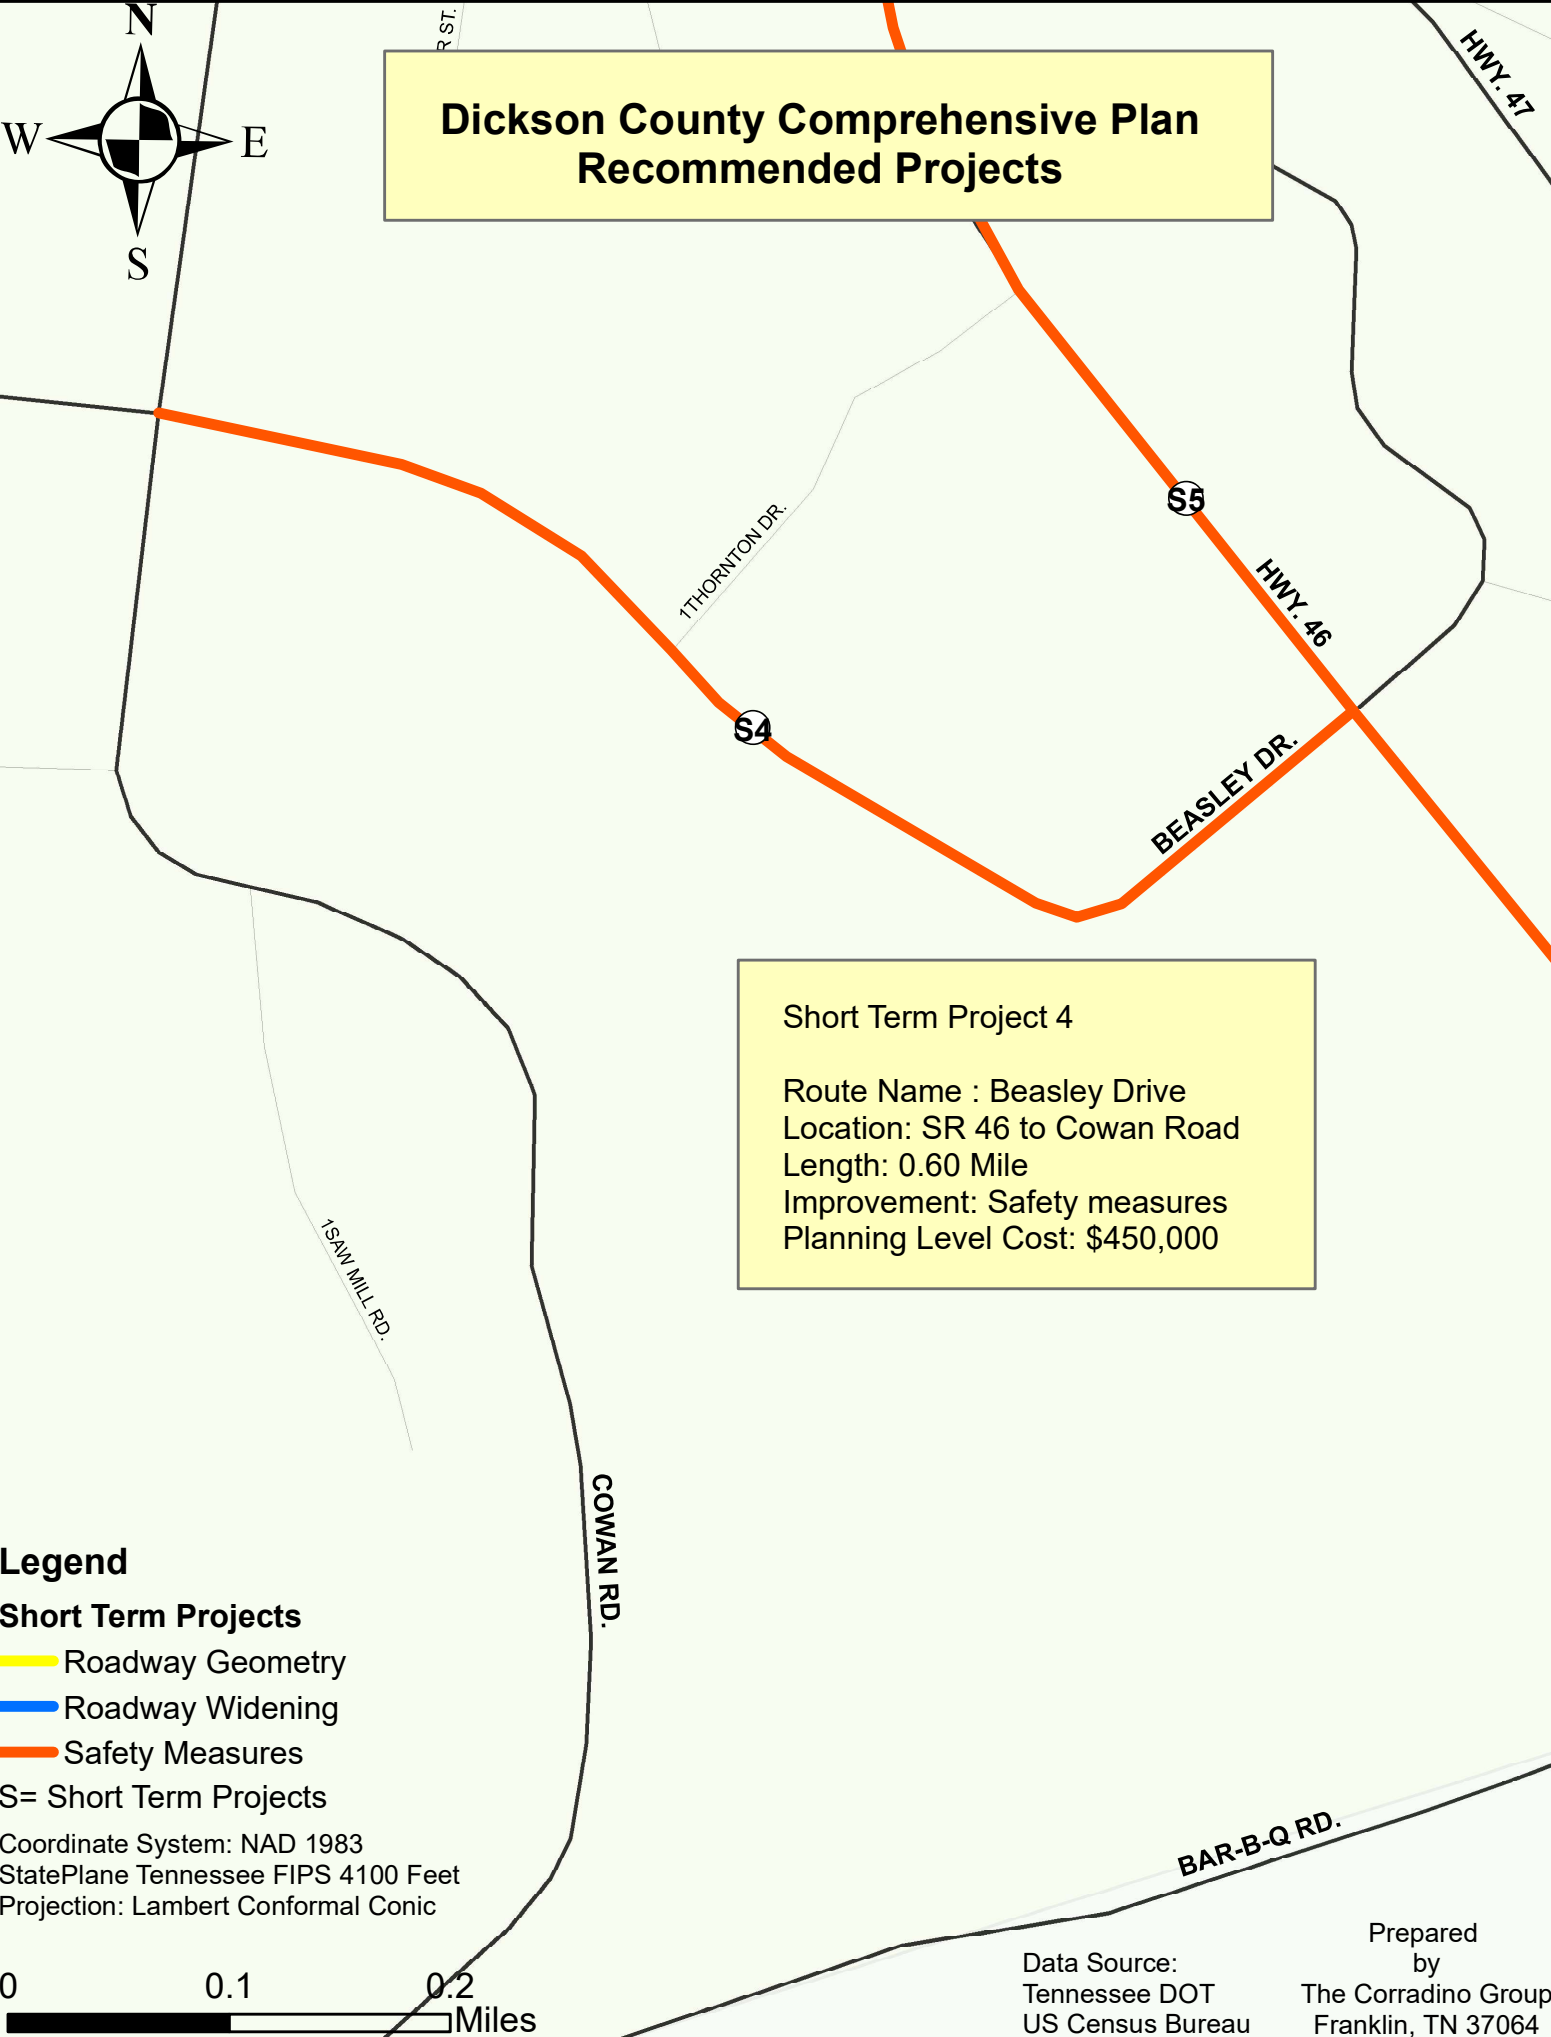 N
W
E
S
R ST.
HWY. 47
Dickson County Comprehensive Plan
Recommended Projects
S5
1THORNTON DR.
HWY. 46
S4
BEASLEY DR.
Short Term Project 4
Route Name : Beasley Drive
Location: SR 46 to Cowan Road
Length: 0.60 Mile
Improvement: Safety measures
Planning Level Cost: $450,000
1SAW MILL RD.
COWAN RD.
Legend
Short Term Projects
Roadway Geometry
Roadway Widening
Safety Measures
S= Short Term Projects
Coordinate System: NAD 1983
StatePlane Tennessee FIPS 4100 Feet
Projection: Lambert Conformal Conic
BAR-B-Q RD.
0 0.1 0.2
Miles
Data Source:
Tennessee DOT
US Census Bureau
Prepared
by
The Corradino Group
Franklin, TN 37064